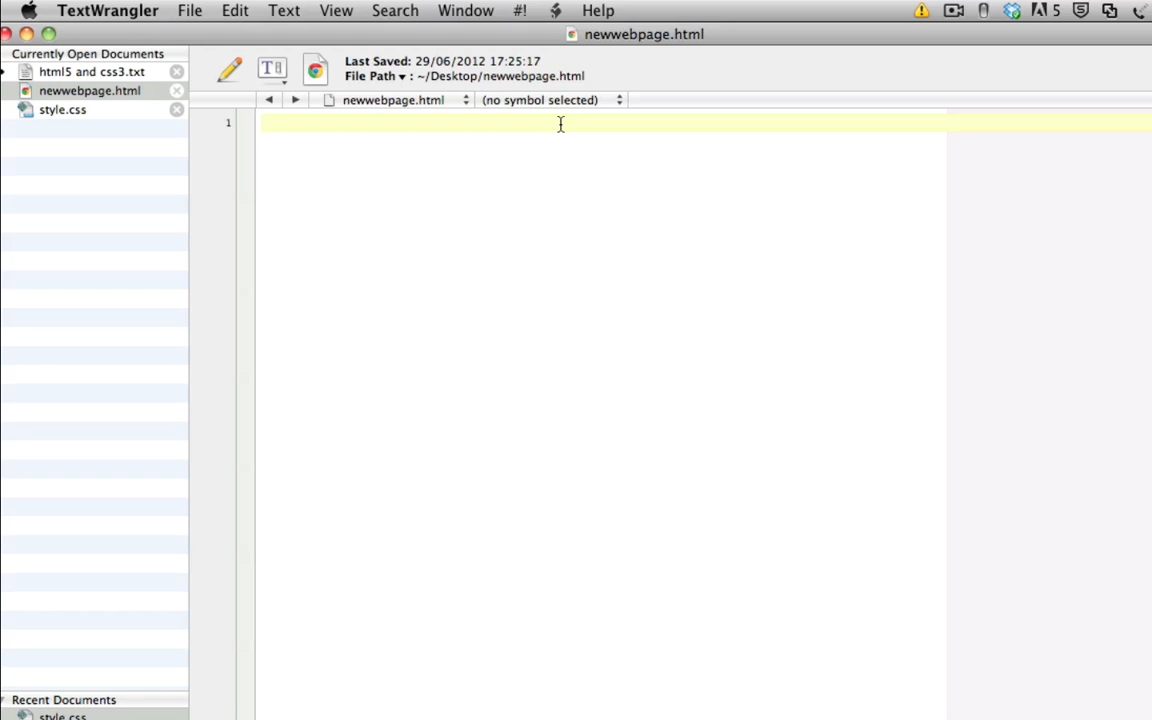 TextWrangler File Edit Text View Search Window #! Help 5
newwebpage.html
Currently Open Documents
html5 and css3.txt
newwebpage.html
style.css
Last Saved: 29/06/2012 17:25:17
File Path ▾ : ~/Desktop/newwebpage.html
newwebpage.html (no symbol selected)
1
Recent Documents
style.css